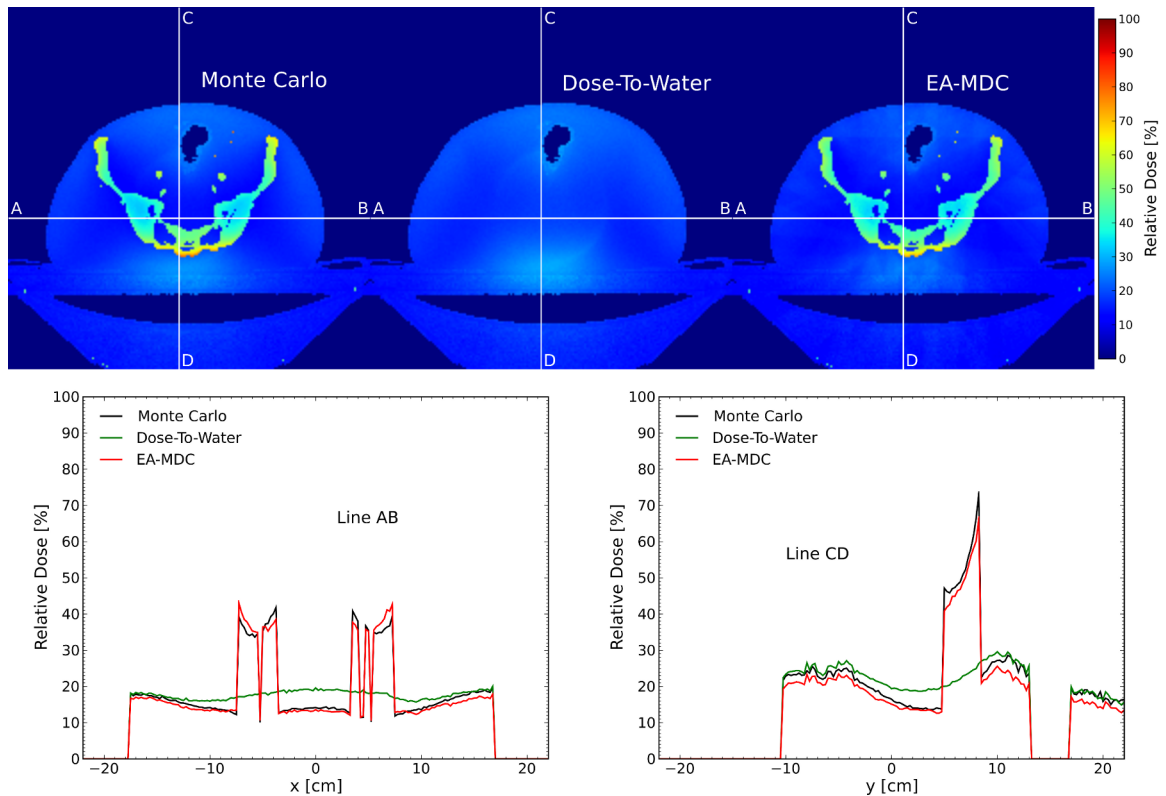 C C C 100
Monte Carlo Dose-To-Water EA-MDC 90
80
70
60
50
A B A B A B 40
30
20
10
D D D 0
Relative Dose [%]
100 100
Monte Carlo Monte Carlo
90 90
Dose-To-Water Dose-To-Water
80 80
EA-MDC EA-MDC
70 70
Line AB
60 60
Line CD
50 50
40 40
30 30
20 20
10 10
0 0
−20 −10 0 10 20 −20 −10 0 10 20
x [cm] y [cm]
Relative Dose [%] Relative Dose [%]